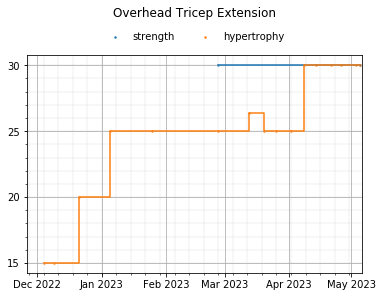 Overhead Tricep Extension
strength hypertrophy
30
25
20
15
Dec 2022 Jan 2023 Feb 2023 Mar 2023 Apr 2023 May 2023